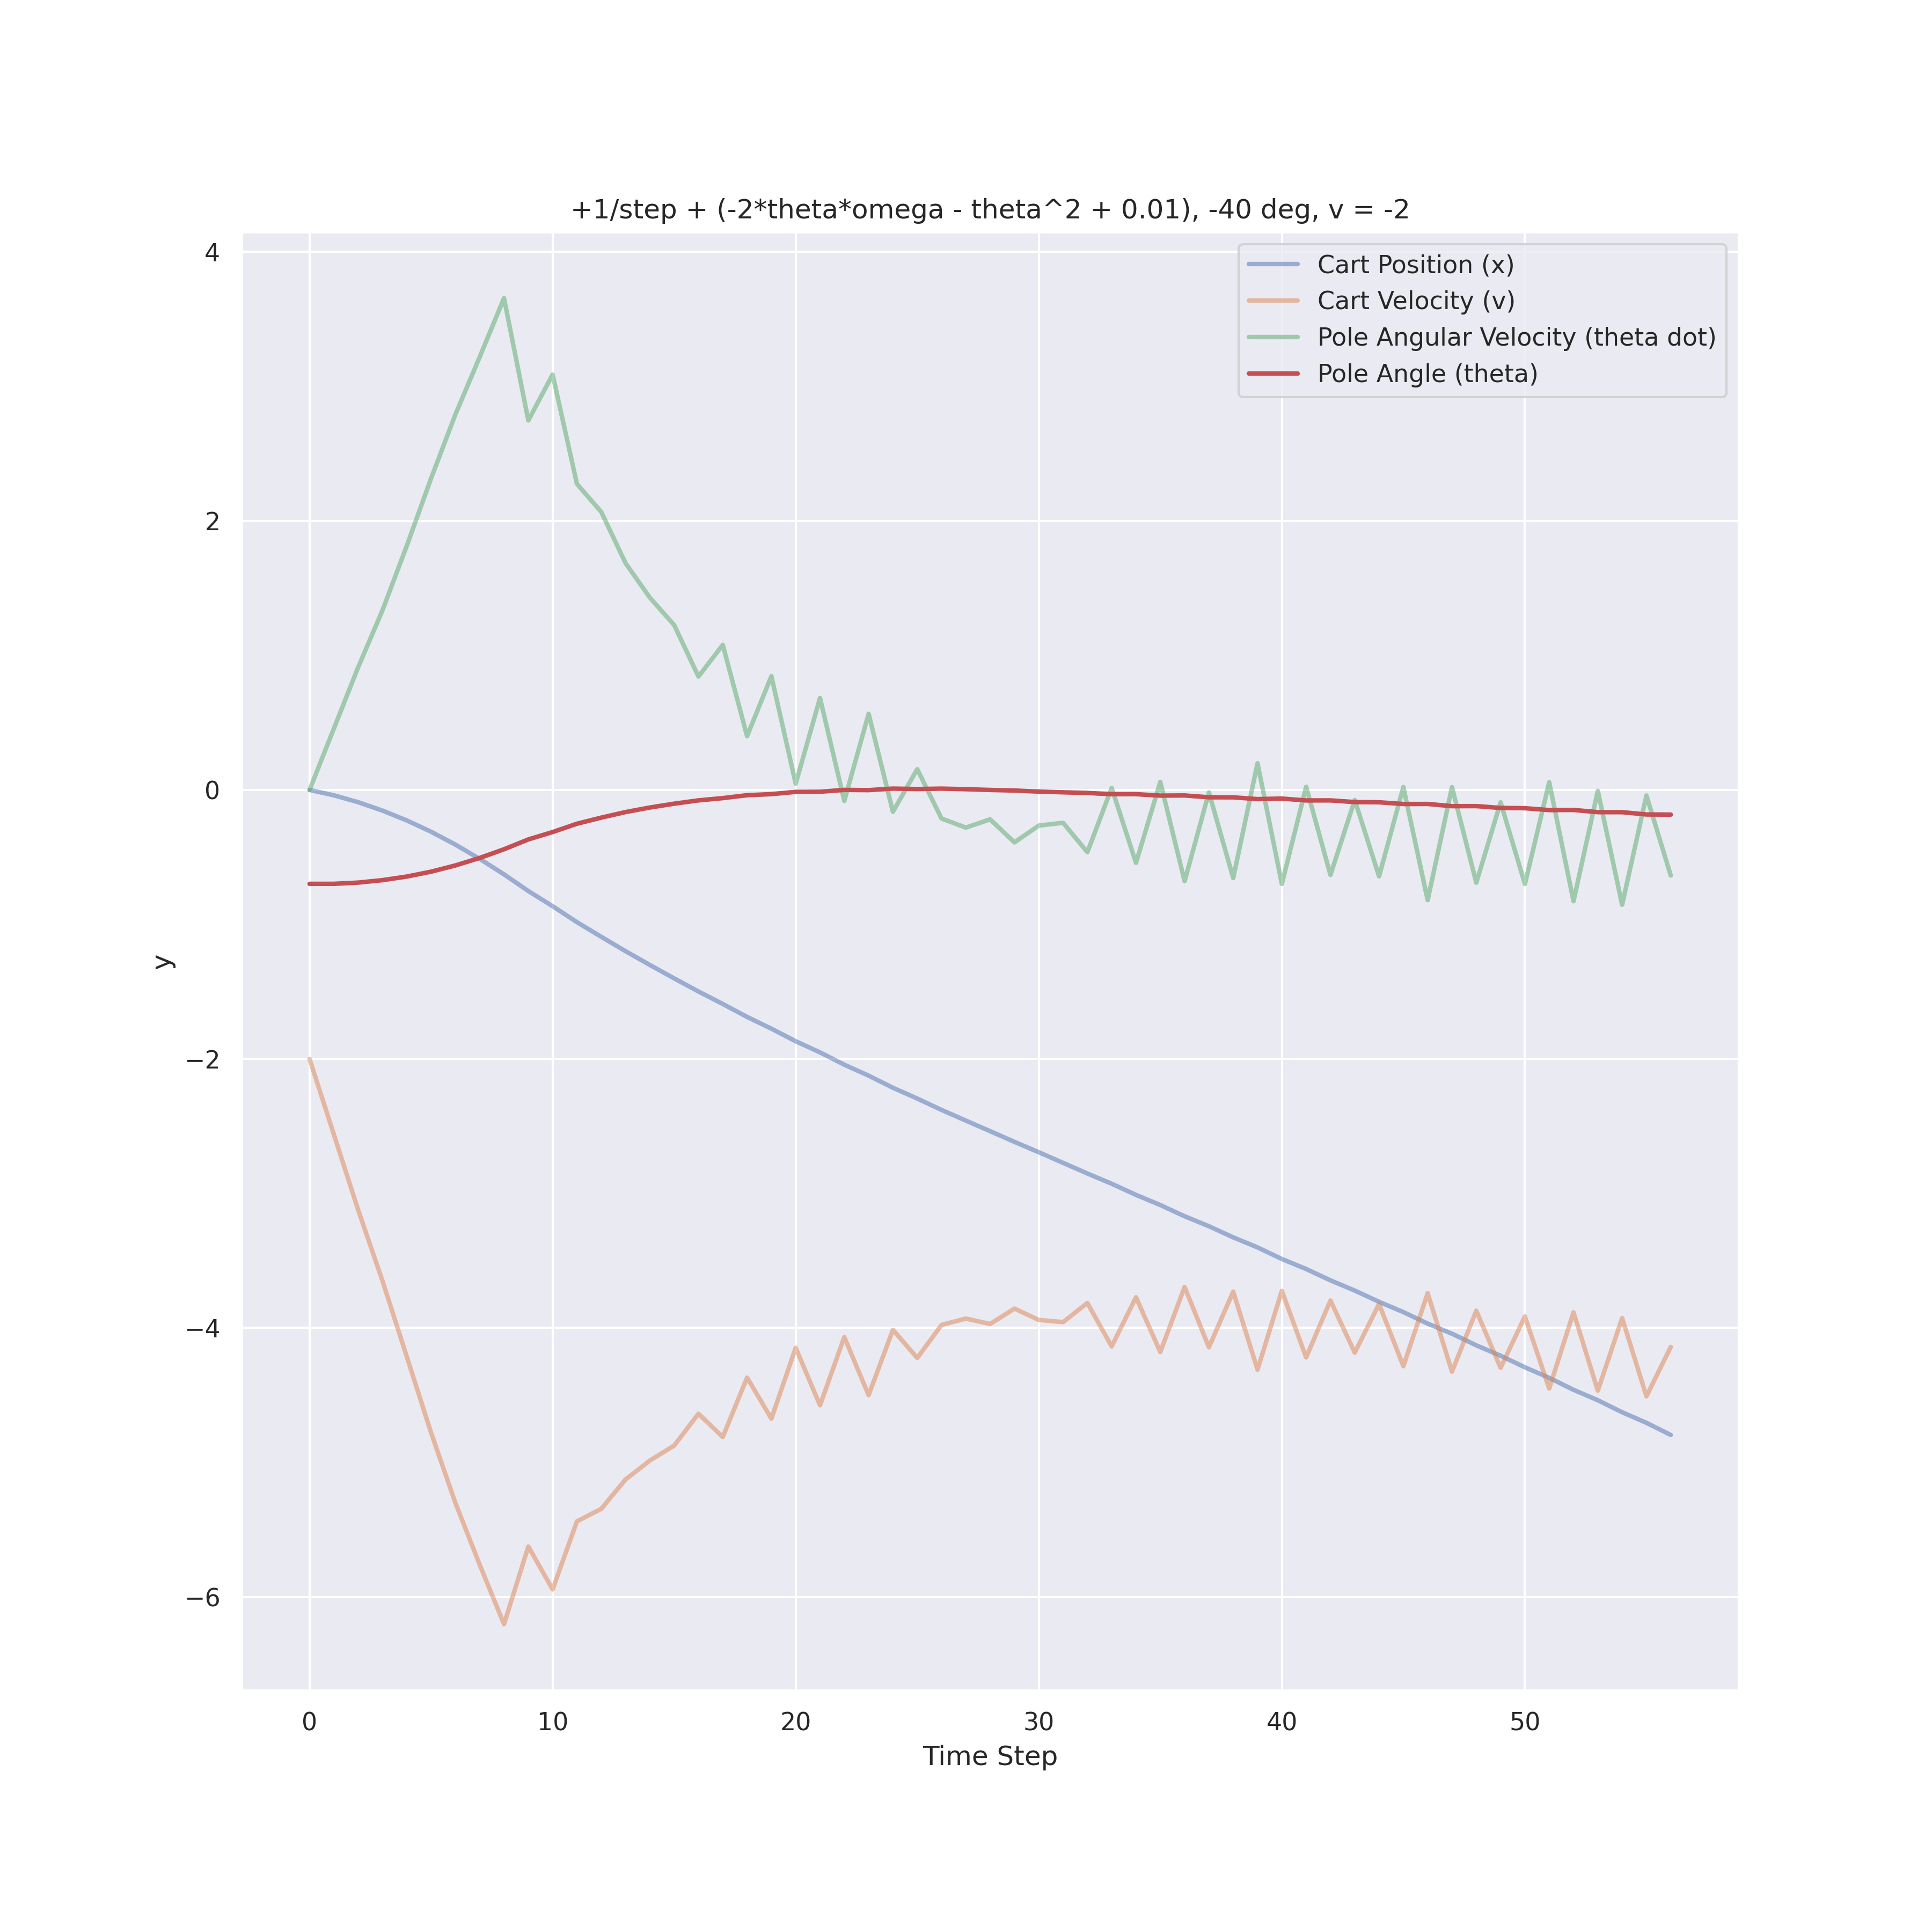 +1/step + (-2*theta*omega - theta^2 + 0.01), -40 deg, v = -2
Cart Position (x)
Cart Velocity (v)
Pole Angular Velocity (theta dot)
Pole Angle (theta)
4
2
0
−2
−4
−6
y
0 10 20 30 40 50
Time Step